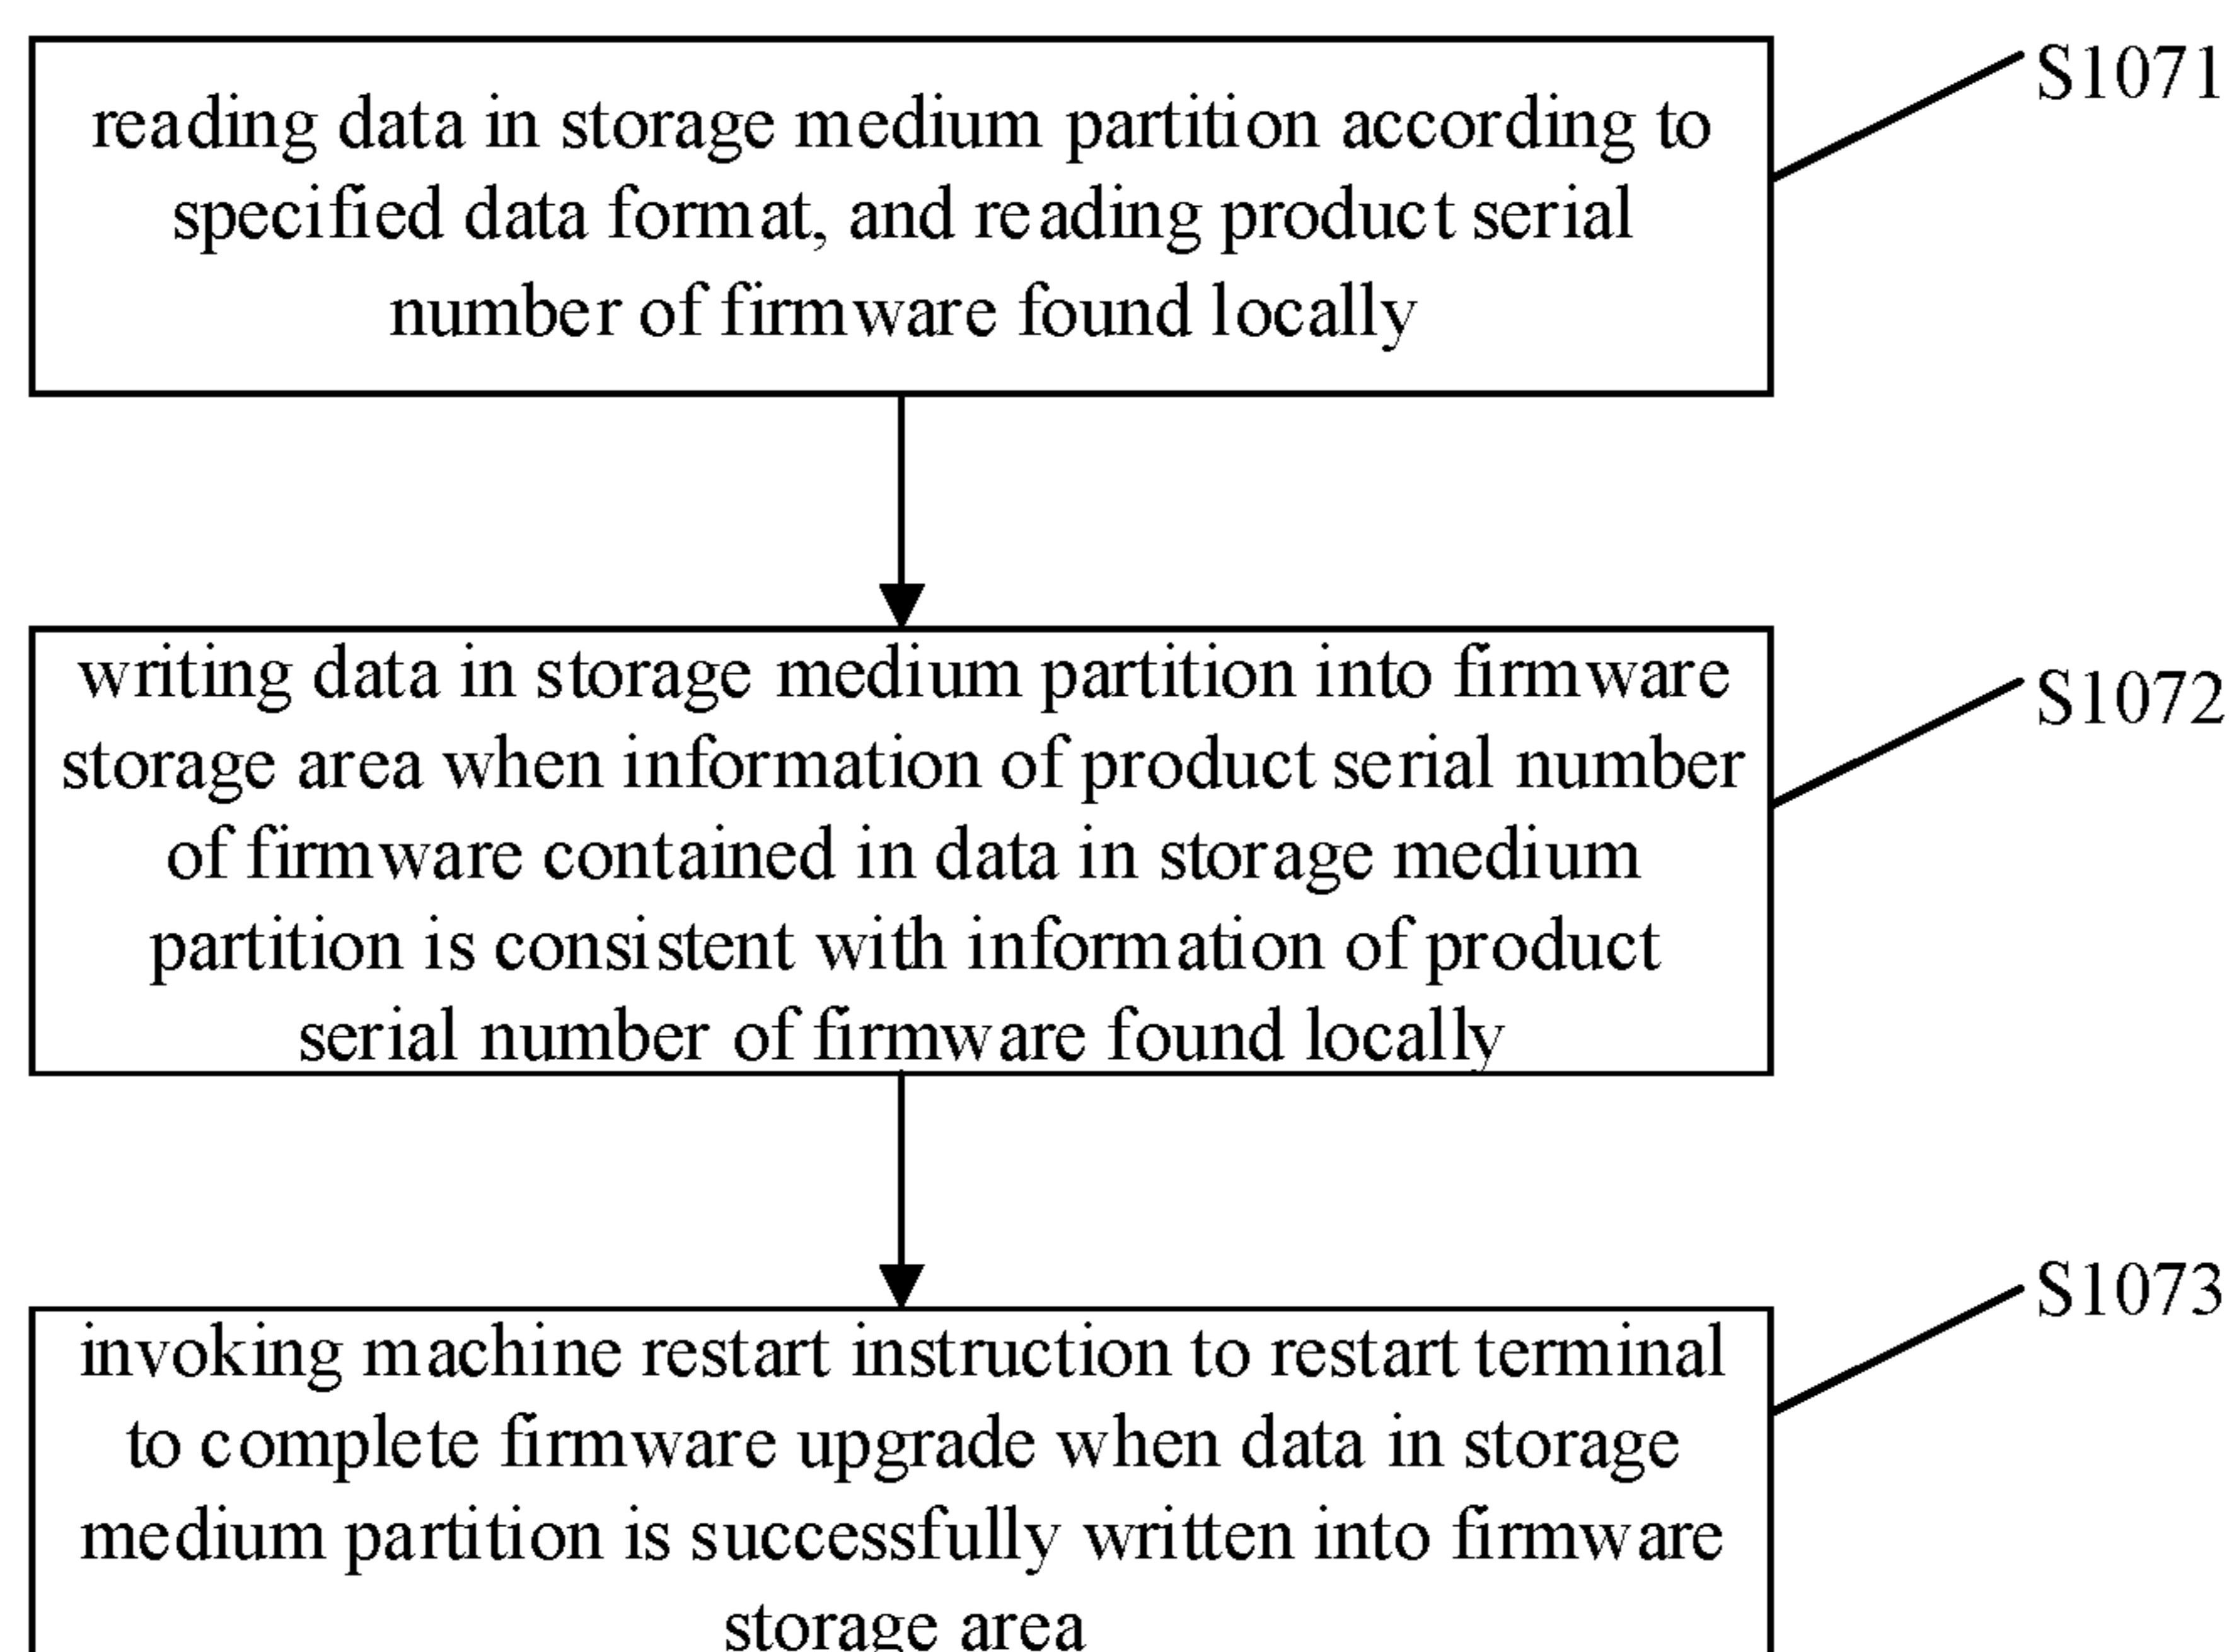 reading data in storage medium partition according to
specified data format, and reading product serial
number of firmware found locally
S1071
writing data in storage medium partition into firmware
storage area when information of product serial number
of firmware contained in data in storage medium
partition is consistent with information of product
serial number of firmware found locally
S1072
invoking machine restart instruction to restart terminal
to complete firmware upgrade when data in storage
medium partition is successfully written into firmware
storage area
S1073